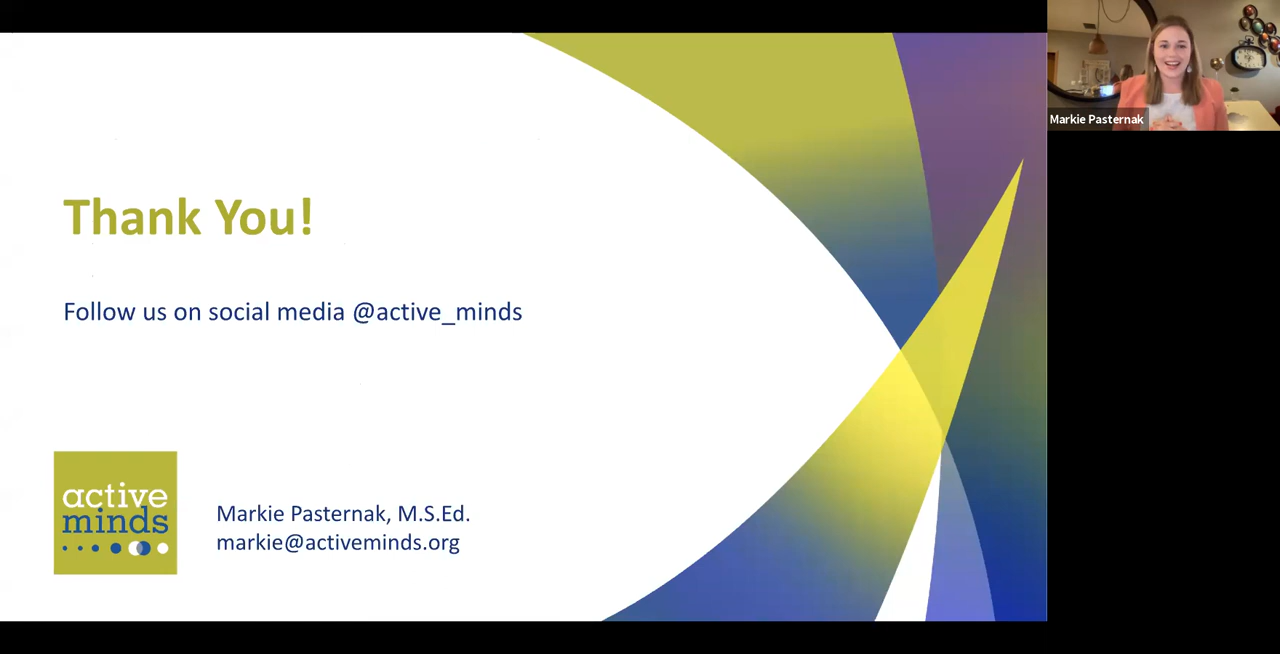 Thank You!
Follow us on social media @active_minds
active
minds
Markie Pasternak, M.S.Ed.
markie@activeminds.org
Markie Pasternak